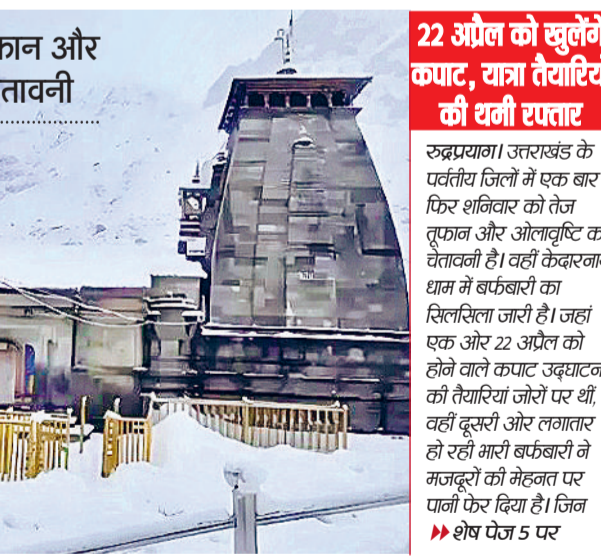 और
22 अप्रैल को खुलेंगे
कपाट, यात्रा
की थमी रफ्तार
रुद्रप्रयाग। उत्तराखंड के
पर्वतीय जिलों में एक बार
फिर शनिवार को तेज
तूफान और ओलावृष्टि
चेतावनी है। वहीं
धाम में बर्फबारी का
सिलसिला जारी है। जहां
एक ओर 22 अप्रैल को
होने वाले कपाट उद्घाटन
की तैयारियां जोरों पर थीं,
वहीं दूसरी ओर लगातार
हो रही भारी बर्फबारी ने
मजदूरों की मेहनत पर
पानी फेर दिया है। जिन
शेष पेज 5 पर